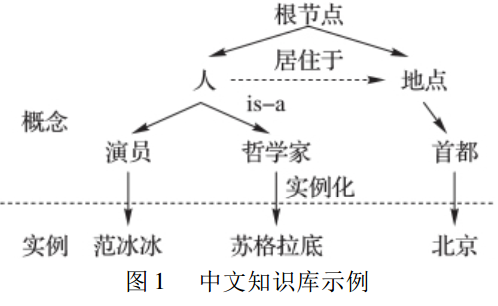 根节点
居住于
人
地点
is-a
概念
演员
哲学家
首都
实例化
实例
范冰冰
苏格拉底
北京
图1 中文知识库示例